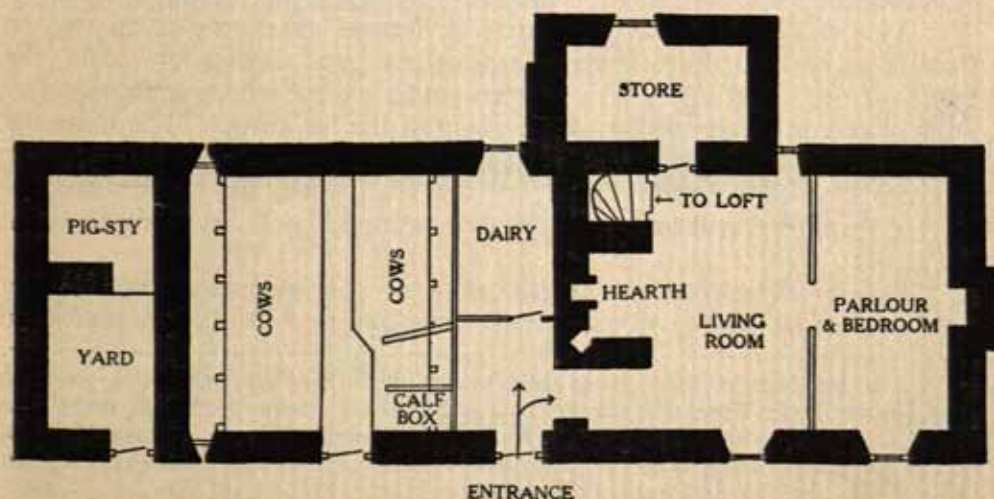 STORE
PIG-STY
← TO LOFT
DAIRY
COWS
COWS
HEARTH
LIVING
ROOM
PARLOUR
& BEDROOM
YARD
CALF
BOX
ENTRANCE